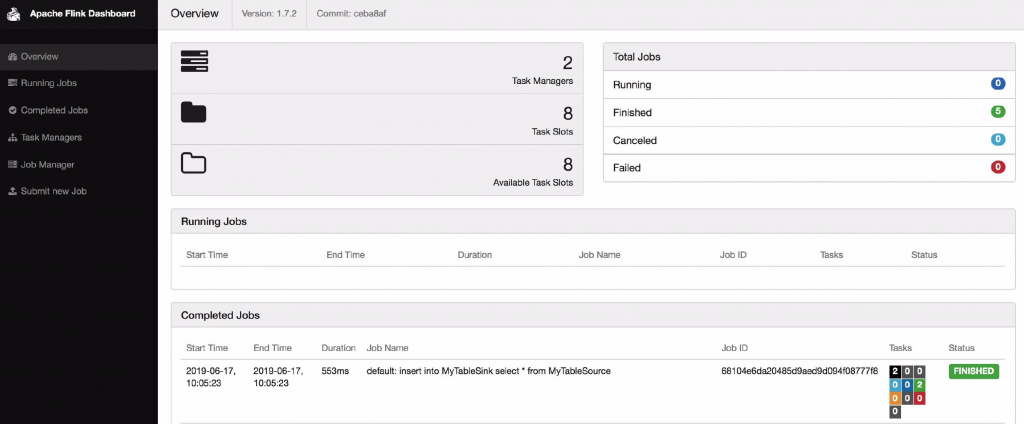 Apache Flink Dashboard
Overview
Version: 1.7.2
Commit: ceba8af
Overview
Running Jobs
Completed Jobs
Task Managers
Job Manager
Submit new Job
2
Task Managers
8
Task Slots
8
Available Task Slots
Total Jobs
Running 0
Finished 5
Canceled 0
Failed 0
Running Jobs
Start Time End Time Duration Job Name Job ID Tasks Status
Completed Jobs
Start Time End Time Duration Job Name Job ID Tasks Status
2019-06-17, 2019-06-17, 553ms default: insert into MyTableSink select * from MyTableSource 68104e6da20485d9aed9d094f08777f8 2 0 0 FINISHED
10:05:23 10:05:23 0 0 2
0 0 0
0